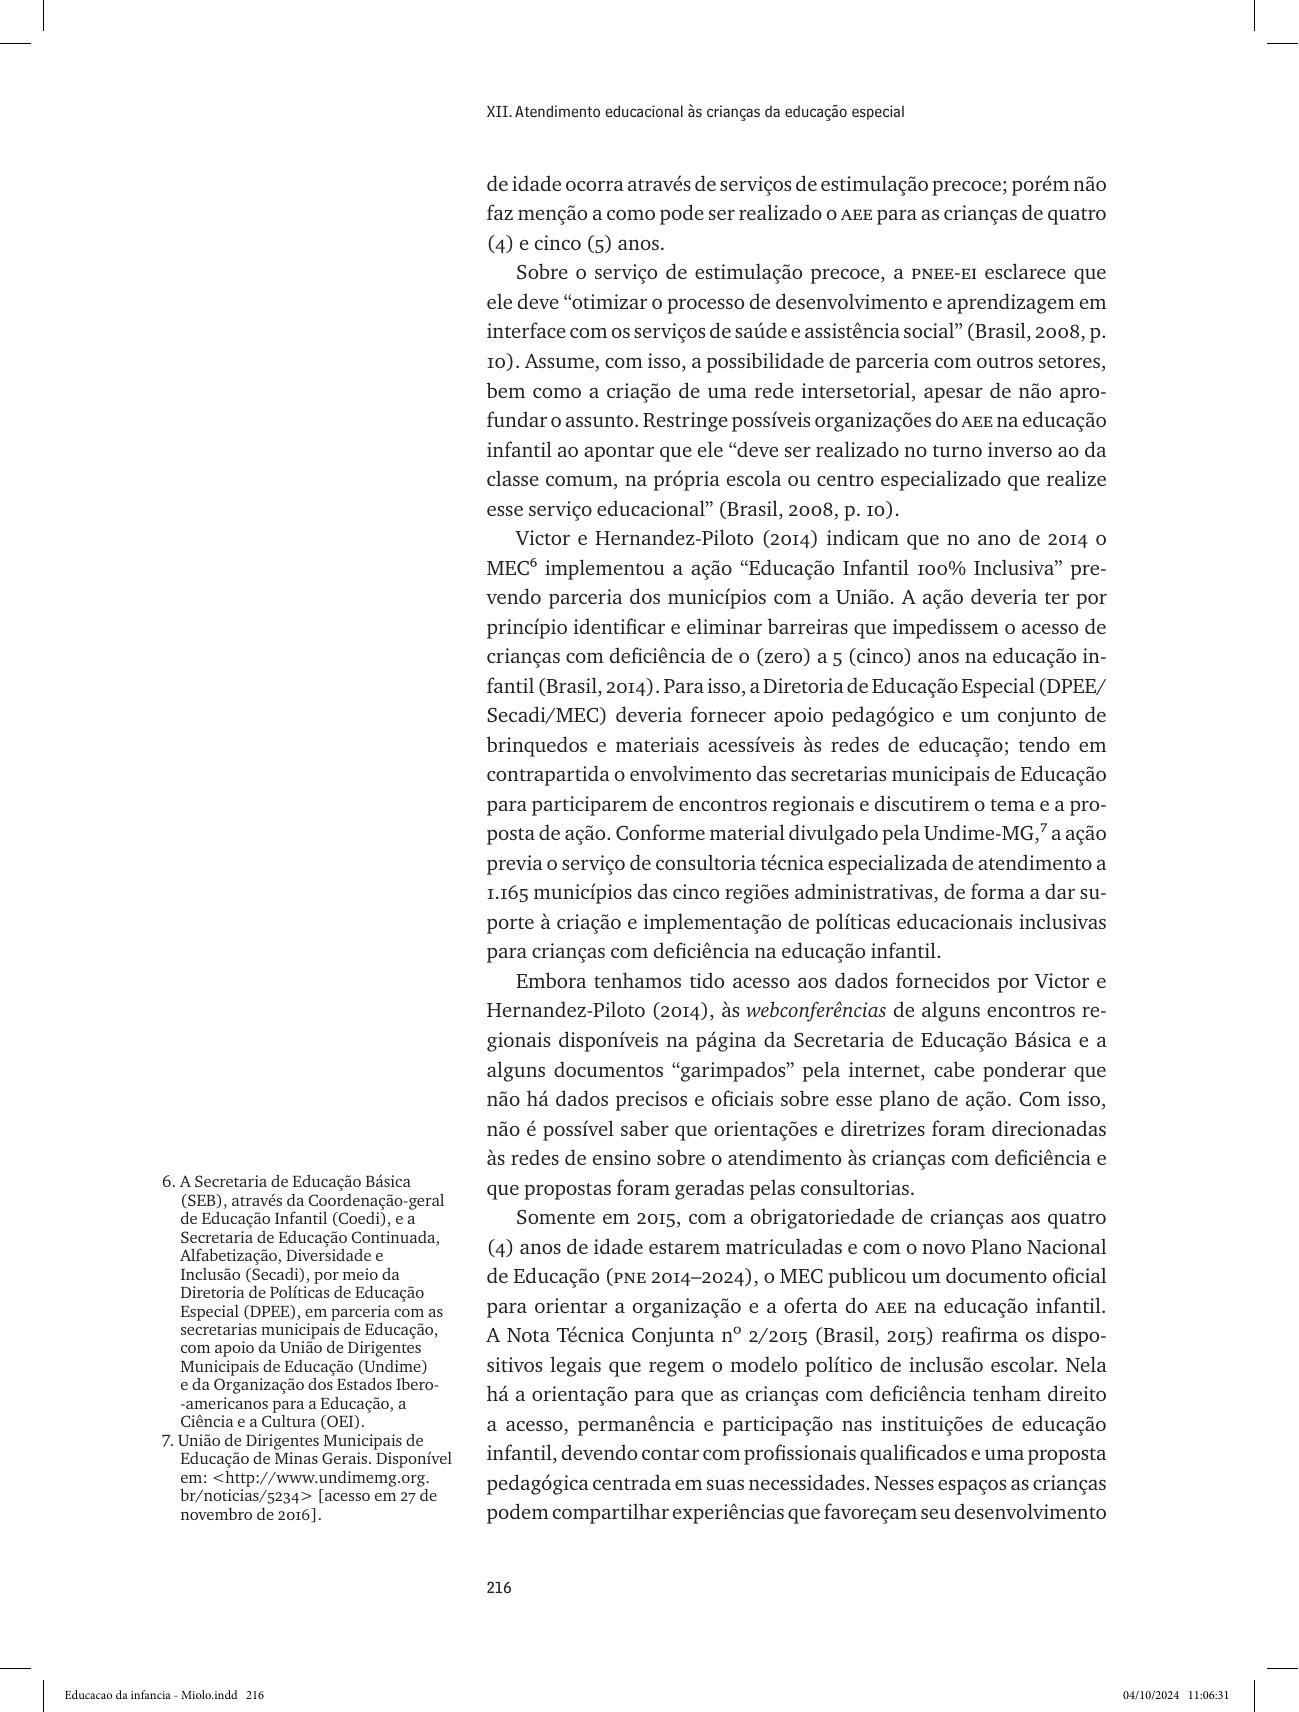 XII. Atendimento educacional às crianças da educação especial
de idade ocorra através de serviços de estimulação precoce; porém não
faz menção a como pode ser realizado o AEE para as crianças de quatro
(4) e cinco (5) anos.
Sobre o serviço de estimulação precoce, a PNEE-EI esclarece que
ele deve “otimizar o processo de desenvolvimento e aprendizagem em
interface com os serviços de saúde e assistência social” (Brasil, 2008, p.
10). Assume, com isso, a possibilidade de parceria com outros setores,
bem como a criação de uma rede intersetorial, apesar de não apro-
fundar o assunto. Restringe possíveis organizações do AEE na educação
infantil ao apontar que ele “deve ser realizado no turno inverso ao da
classe comum, na própria escola ou centro especializado que realize
esse serviço educacional” (Brasil, 2008, p. 10).
Victor e Hernandez-Piloto (2014) indicam que no ano de 2014 o
MEC⁶ implementou a ação “Educação Infantil 100% Inclusiva” pre-
vendo parceria dos municípios com a União. A ação deveria ter por
princípio identificar e eliminar barreiras que impedissem o acesso de
crianças com deficiência de 0 (zero) a 5 (cinco) anos na educação in-
fantil (Brasil, 2014). Para isso, a Diretoria de Educação Especial (DPEE/
Secadi/MEC) deveria fornecer apoio pedagógico e um conjunto de
brinquedos e materiais acessíveis às redes de educação; tendo em
contrapartida o envolvimento das secretarias municipais de Educação
para participarem de encontros regionais e discutirem o tema e a pro-
posta de ação. Conforme material divulgado pela Undime-MG,⁷ a ação
previa o serviço de consultoria técnica especializada de atendimento a
1.165 municípios das cinco regiões administrativas, de forma a dar su-
porte à criação e implementação de políticas educacionais inclusivas
para crianças com deficiência na educação infantil.
Embora tenhamos tido acesso aos dados fornecidos por Victor e
Hernandez-Piloto (2014), às webconferências de alguns encontros re-
gionais disponíveis na página da Secretaria de Educação Básica e a
alguns documentos “garimpados” pela internet, cabe ponderar que
não há dados precisos e oficiais sobre esse plano de ação. Com isso,
não é possível saber que orientações e diretrizes foram direcionadas
às redes de ensino sobre o atendimento às crianças com deficiência e
que propostas foram geradas pelas consultorias.
Somente em 2015, com a obrigatoriedade de crianças aos quatro
(4) anos de idade estarem matriculadas e com o novo Plano Nacional
de Educação (PNE 2014–2024), o MEC publicou um documento oficial
para orientar a organização e a oferta do AEE na educação infantil.
A Nota Técnica Conjunta nº 2/2015 (Brasil, 2015) reafirma os dispo-
sitivos legais que regem o modelo político de inclusão escolar. Nela
há a orientação para que as crianças com deficiência tenham direito
a acesso, permanência e participação nas instituições de educação
infantil, devendo contar com profissionais qualificados e uma proposta
pedagógica centrada em suas necessidades. Nesses espaços as crianças
podem compartilhar experiências que favoreçam seu desenvolvimento
6. A Secretaria de Educação Básica
(SEB), através da Coordenação-geral
de Educação Infantil (Coedi), e a
Secretaria de Educação Continuada,
Alfabetização, Diversidade e
Inclusão (Secadi), por meio da
Diretoria de Políticas de Educação
Especial (DPEE), em parceria com as
secretarias municipais de Educação,
com apoio da União de Dirigentes
Municipais de Educação (Undime)
e da Organização dos Estados Ibero-
-americanos para a Educação, a
Ciência e a Cultura (OEI).
7. União de Dirigentes Municipais de
Educação de Minas Gerais. Disponível
em: <http://www.undimemg.org.
br/noticias/5234> [acesso em 27 de
novembro de 2016].
216
Educacao da infancia - Miolo.indd 216
04/10/2024 11:06:31